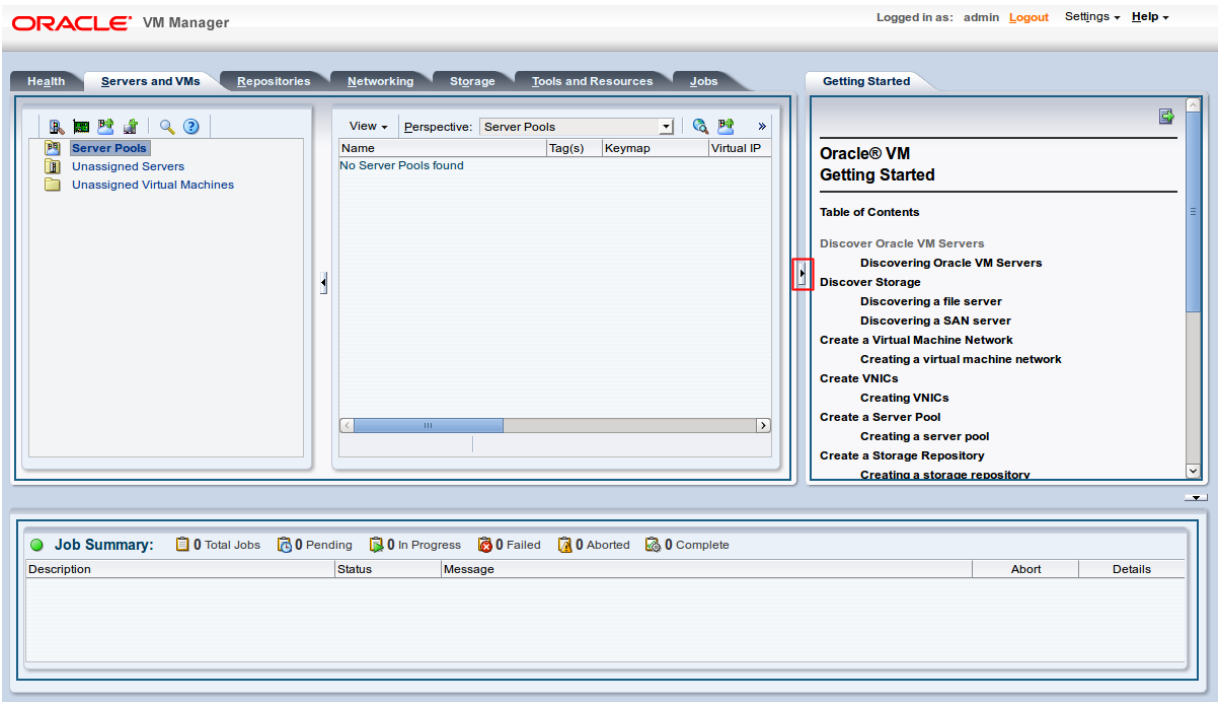 ORACLE VM Manager
Logged in as: admin Logout Settings Help
Health Servers and VMs Repositories Networking Storage Tools and Resources Jobs
Getting Started
Server Pools
Unassigned Servers
Unassigned Virtual Machines
View Perspective: Server Pools »
Name Tag(s) Keymap Virtual IP
No Server Pools found
Oracle® VM
Getting Started
Table of Contents
Discover Oracle VM Servers
Discovering Oracle VM Servers
Discover Storage
Discovering a file server
Discovering a SAN server
Create a Virtual Machine Network
Creating a virtual machine network
Create VNICs
Creating VNICs
Create a Server Pool
Creating a server pool
Create a Storage Repository
Creating a storage repository
Job Summary: 0 Total Jobs 0 Pending 0 In Progress 0 Failed 0 Aborted 0 Complete
Description Status Message Abort Details